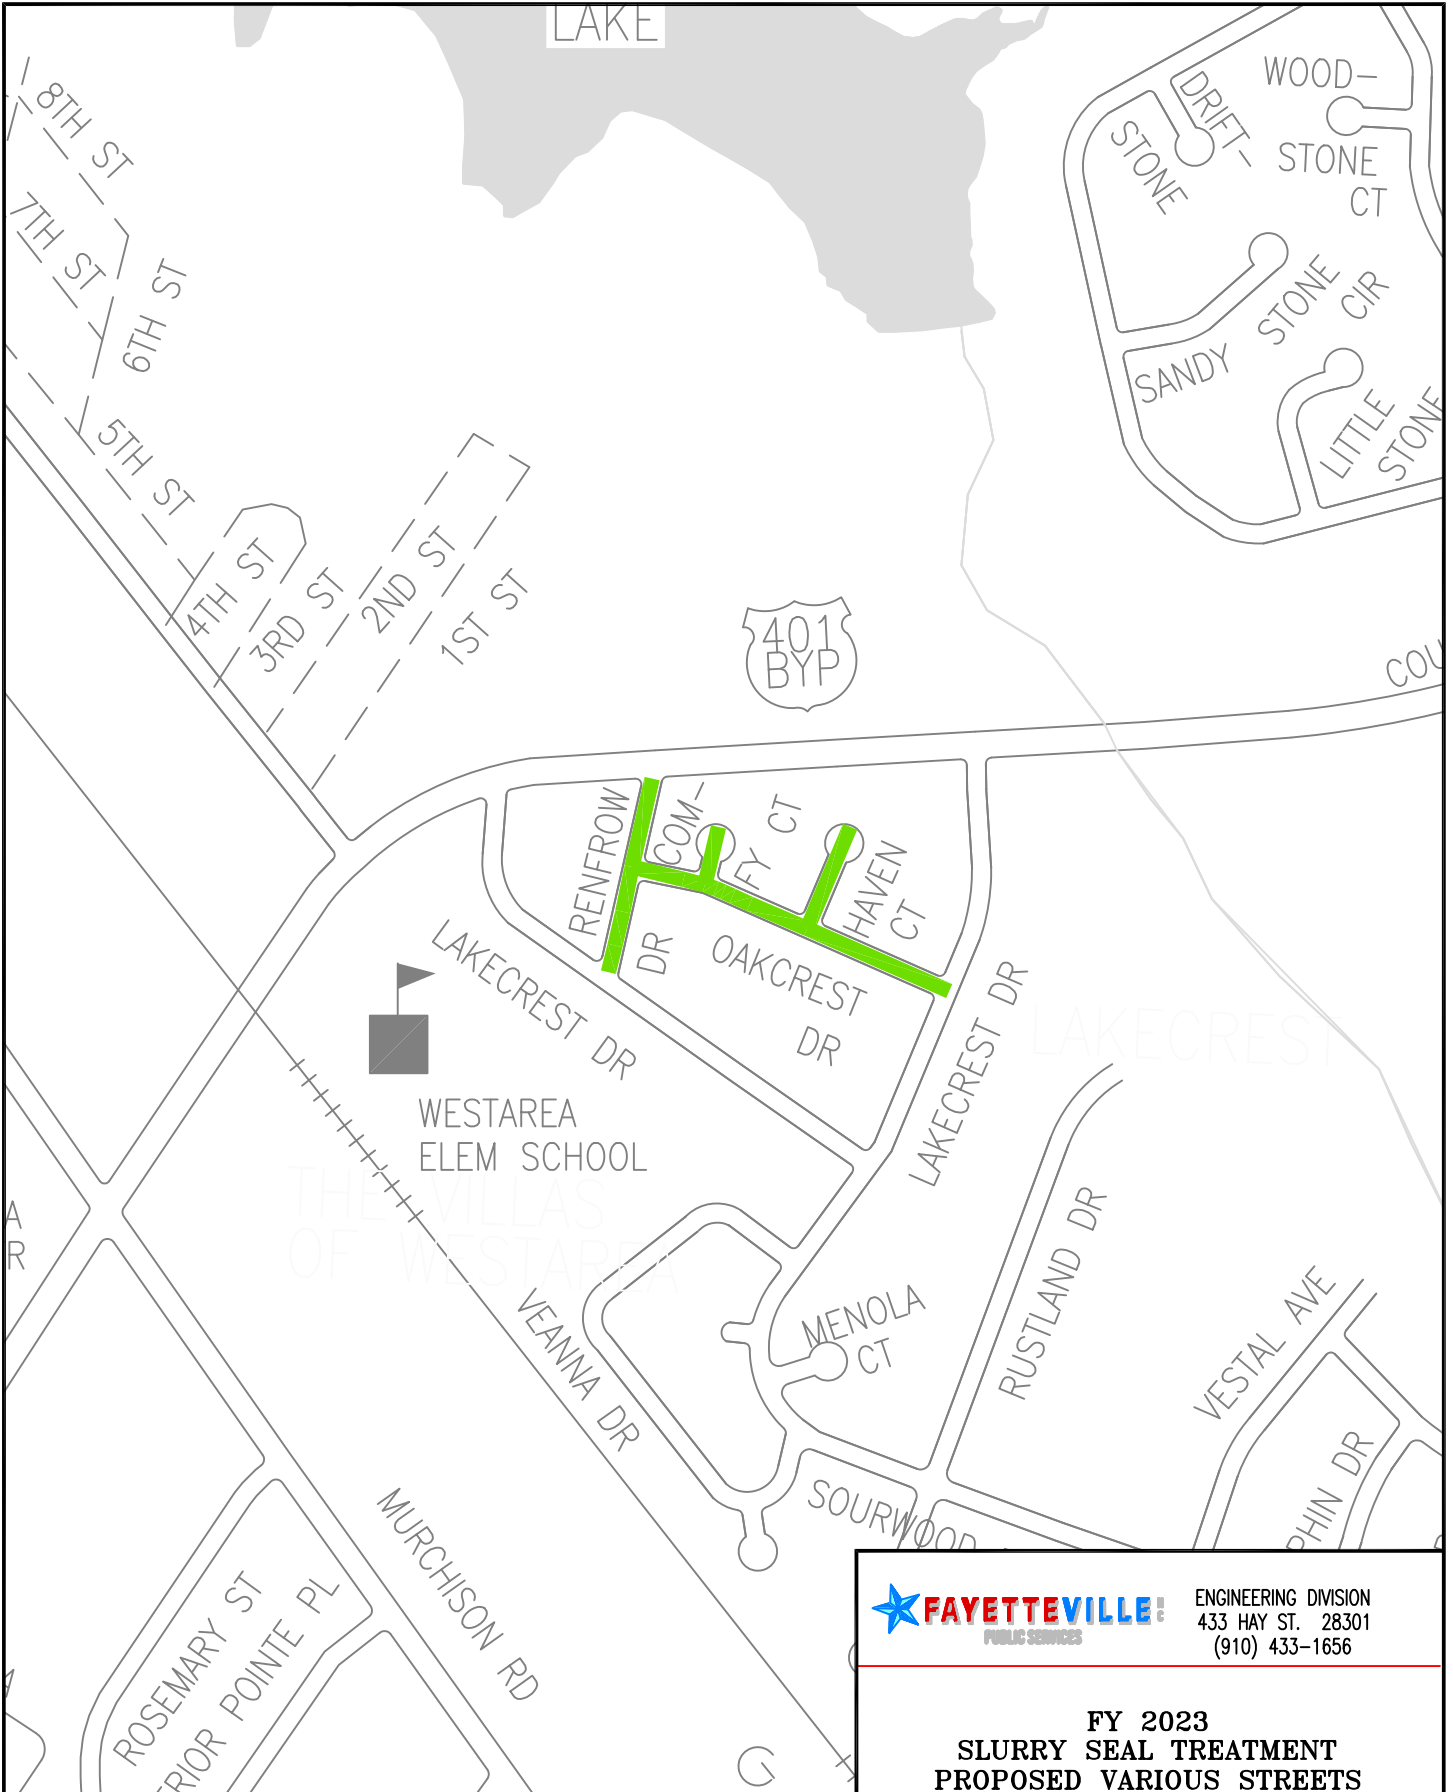 LAKE
WOOD-
STONE
CT
DRIFT-
STONE
8TH ST
7TH ST
6TH ST
5TH ST
4TH ST
3RD ST
2ND ST
1ST ST
SANDY STONE
CIR
LITTLE
STONE
401
BYP
COU
RENFROW
DR
COM-
FY CT
HAVEN
CT
OAKCREST
DR
LAKECREST DR
LAKECREST DR
LAKECREST
WESTAREA
ELEM SCHOOL
THE VILLAS
OF WESTAREA
A
R
RUSTLAND DR
MENOLA
CT
VEANNA DR
VESTAL AVE
PHIN DR
SOURWOOD
MURCHISON RD
ROSEMARY ST
RIOR POINTE PL
G
FAYETTEVILLE
PUBLIC SERVICES
ENGINEERING DIVISION
433 HAY ST. 28301
(910) 433-1656
FY 2023
SLURRY SEAL TREATMENT
PROPOSED VARIOUS STREETS